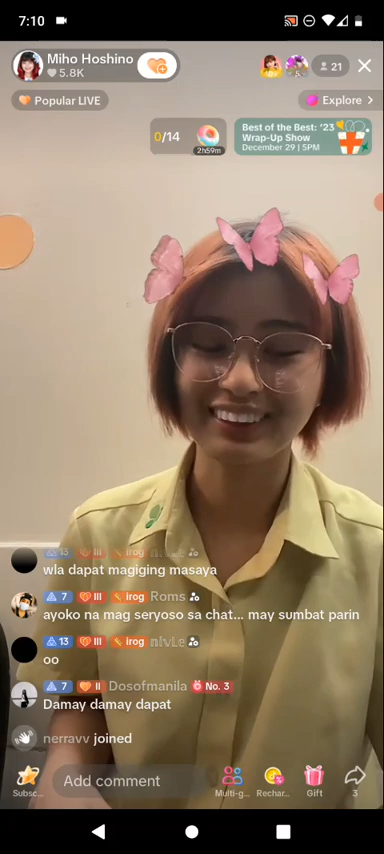 7:10
Miho Hoshino
5.8K
5
21
Popular LIVE
Explore >
0/14
2h59m
Best of the Best: '23
Wrap-Up Show
December 29 | 5PM
13 III irog
wla dapat magiging masaya
7 III irog Roms
ayoko na mag seryoso sa chat... may sumbat parin
13 III irog nivLe
oo
7 II Dosofmanila No. 3
Damay damay dapat
nerravv joined
Subsc...
Add comment
Multi-g...
Rechar...
Gift
3